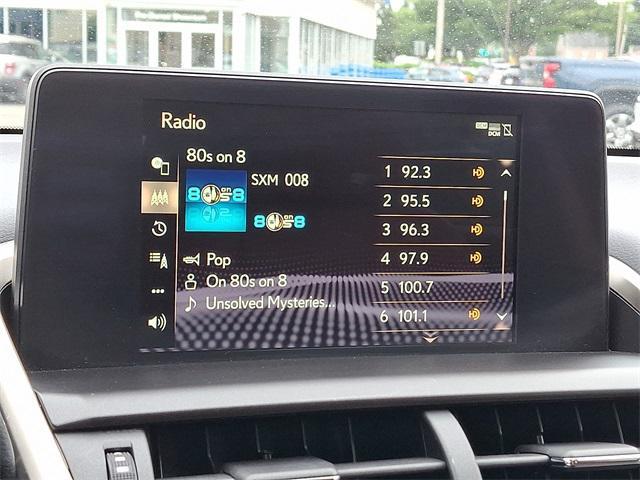 Radio
DCM
80s on 8
SXM 008
80s on 8
80s on 8
Pop
On 80s on 8
Unsolved Mysteries...
1 92.3
2 95.5
3 96.3
4 97.9
5 100.7
6 101.1